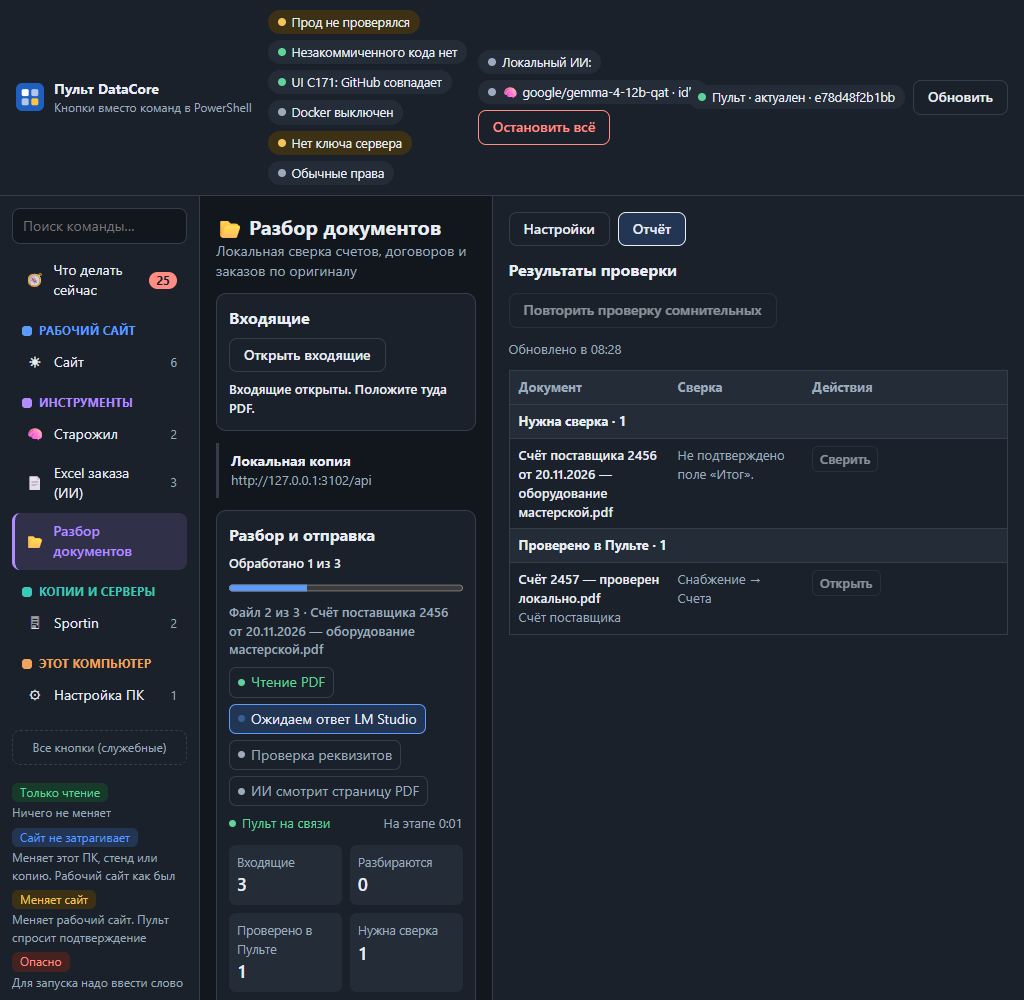 Пульт DataCore
Кнопки вместо команд в PowerShell
Прод не проверялся
Незакоммиченного кода нет
UI C171: GitHub совпадает
Docker выключен
Нет ключа сервера
Обычные права
Локальный ИИ:
google/gemma-4-12b-qat · id
Остановить всё
Пульт · актуален · e78d48f2b1bb
Обновить
Поиск команды...
Что делать
сейчас
25
РАБОЧИЙ САЙТ
Сайт 6
ИНСТРУМЕНТЫ
Старожил 2
Excel заказа
(ИИ)
3
Разбор
документов
КОПИИ И СЕРВЕРЫ
Sportin 2
ЭТОТ КОМПЬЮТЕР
Настройка ПК 1
Все кнопки (служебные)
Только чтение
Ничего не меняет
Сайт не затрагивает
Меняет этот ПК, стенд или
копию. Рабочий сайт как был
Меняет сайт
Меняет рабочий сайт. Пульт
спросит подтверждение
Опасно
Для запуска надо ввести слово
Разбор документов
Локальная сверка счетов, договоров и
заказов по оригиналу
Входящие
Открыть входящие
Входящие открыты. Положите туда
PDF.
Локальная копия
http://127.0.0.1:3102/api
Разбор и отправка
Обработано 1 из 3
Файл 2 из 3 · Счёт поставщика 2456
от 20.11.2026 — оборудование
мастерской.pdf
Чтение PDF
Ожидаем ответ LM Studio
Проверка реквизитов
ИИ смотрит страницу PDF
Пульт на связи На этапе 0:01
Входящие
3
Разбираются
0
Проверено в
Пульте
1
Нужна сверка
1
Настройки Отчёт
Результаты проверки
Повторить проверку сомнительных
Обновлено в 08:28
Документ Сверка Действия
Нужна сверка · 1
Счёт поставщика 2456
от 20.11.2026 —
оборудование
мастерской.pdf
Не подтверждено
поле «Итог».
Сверить
Проверено в Пульте · 1
Счёт 2457 — проверен
локально.pdf
Счёт поставщика
Снабжение →
Счета
Открыть